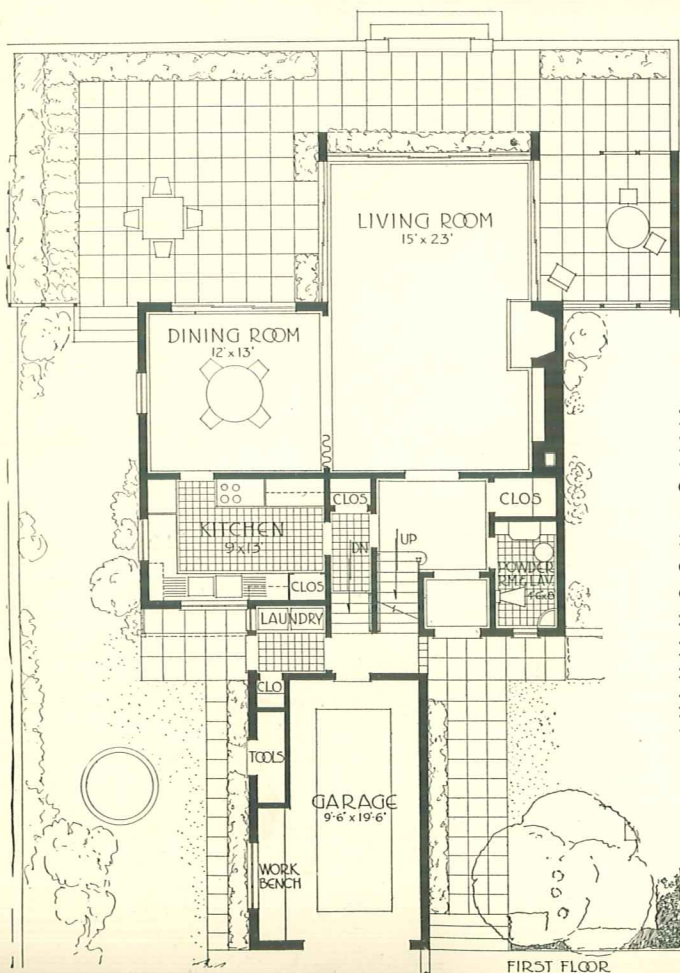 LIVING ROOM
15' x 23'
DINING ROOM
12' x 13'
KITCHEN
9' x 13'
CLOS
CLOS
DN
UP
CLOS
POWDER
RM & LAV.
LAUNDRY
CLO
TOOLS
GARAGE
9'-6" x 19'-6"
WORK
BENCH
FIRST FLOOR